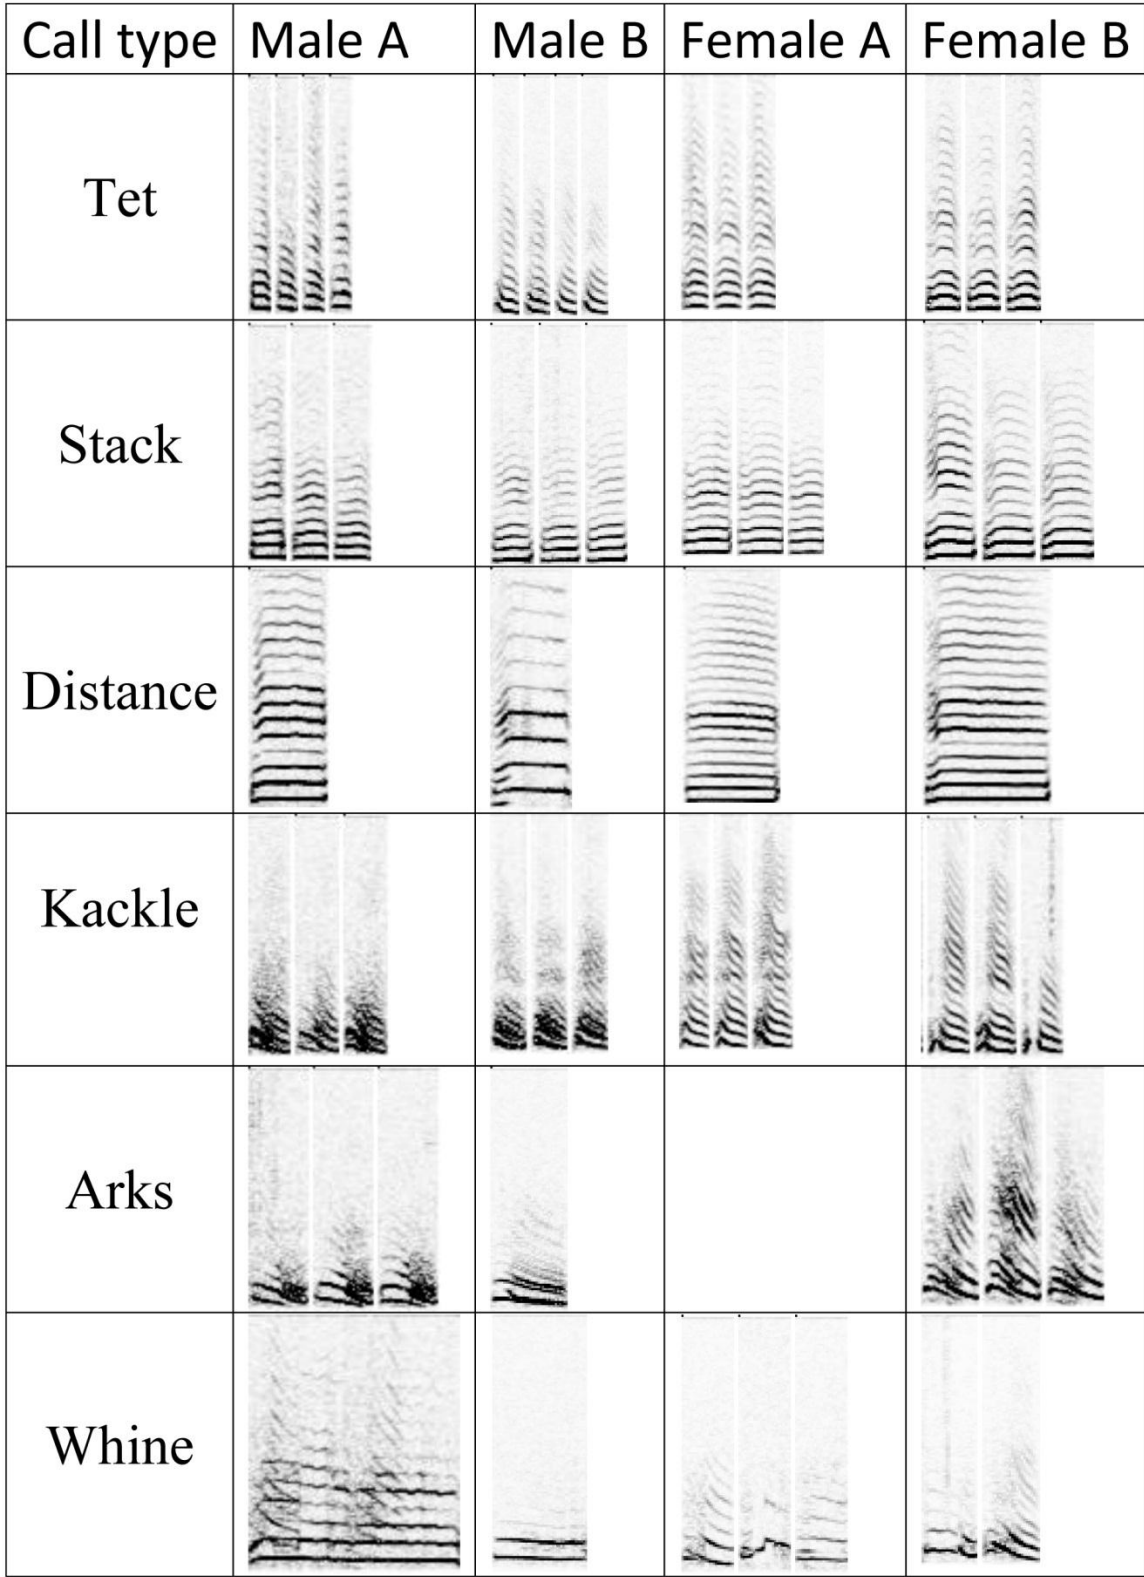 Call type Male A Male B Female A Female B
Tet
Stack
Distance
Kackle
Arks
Whine